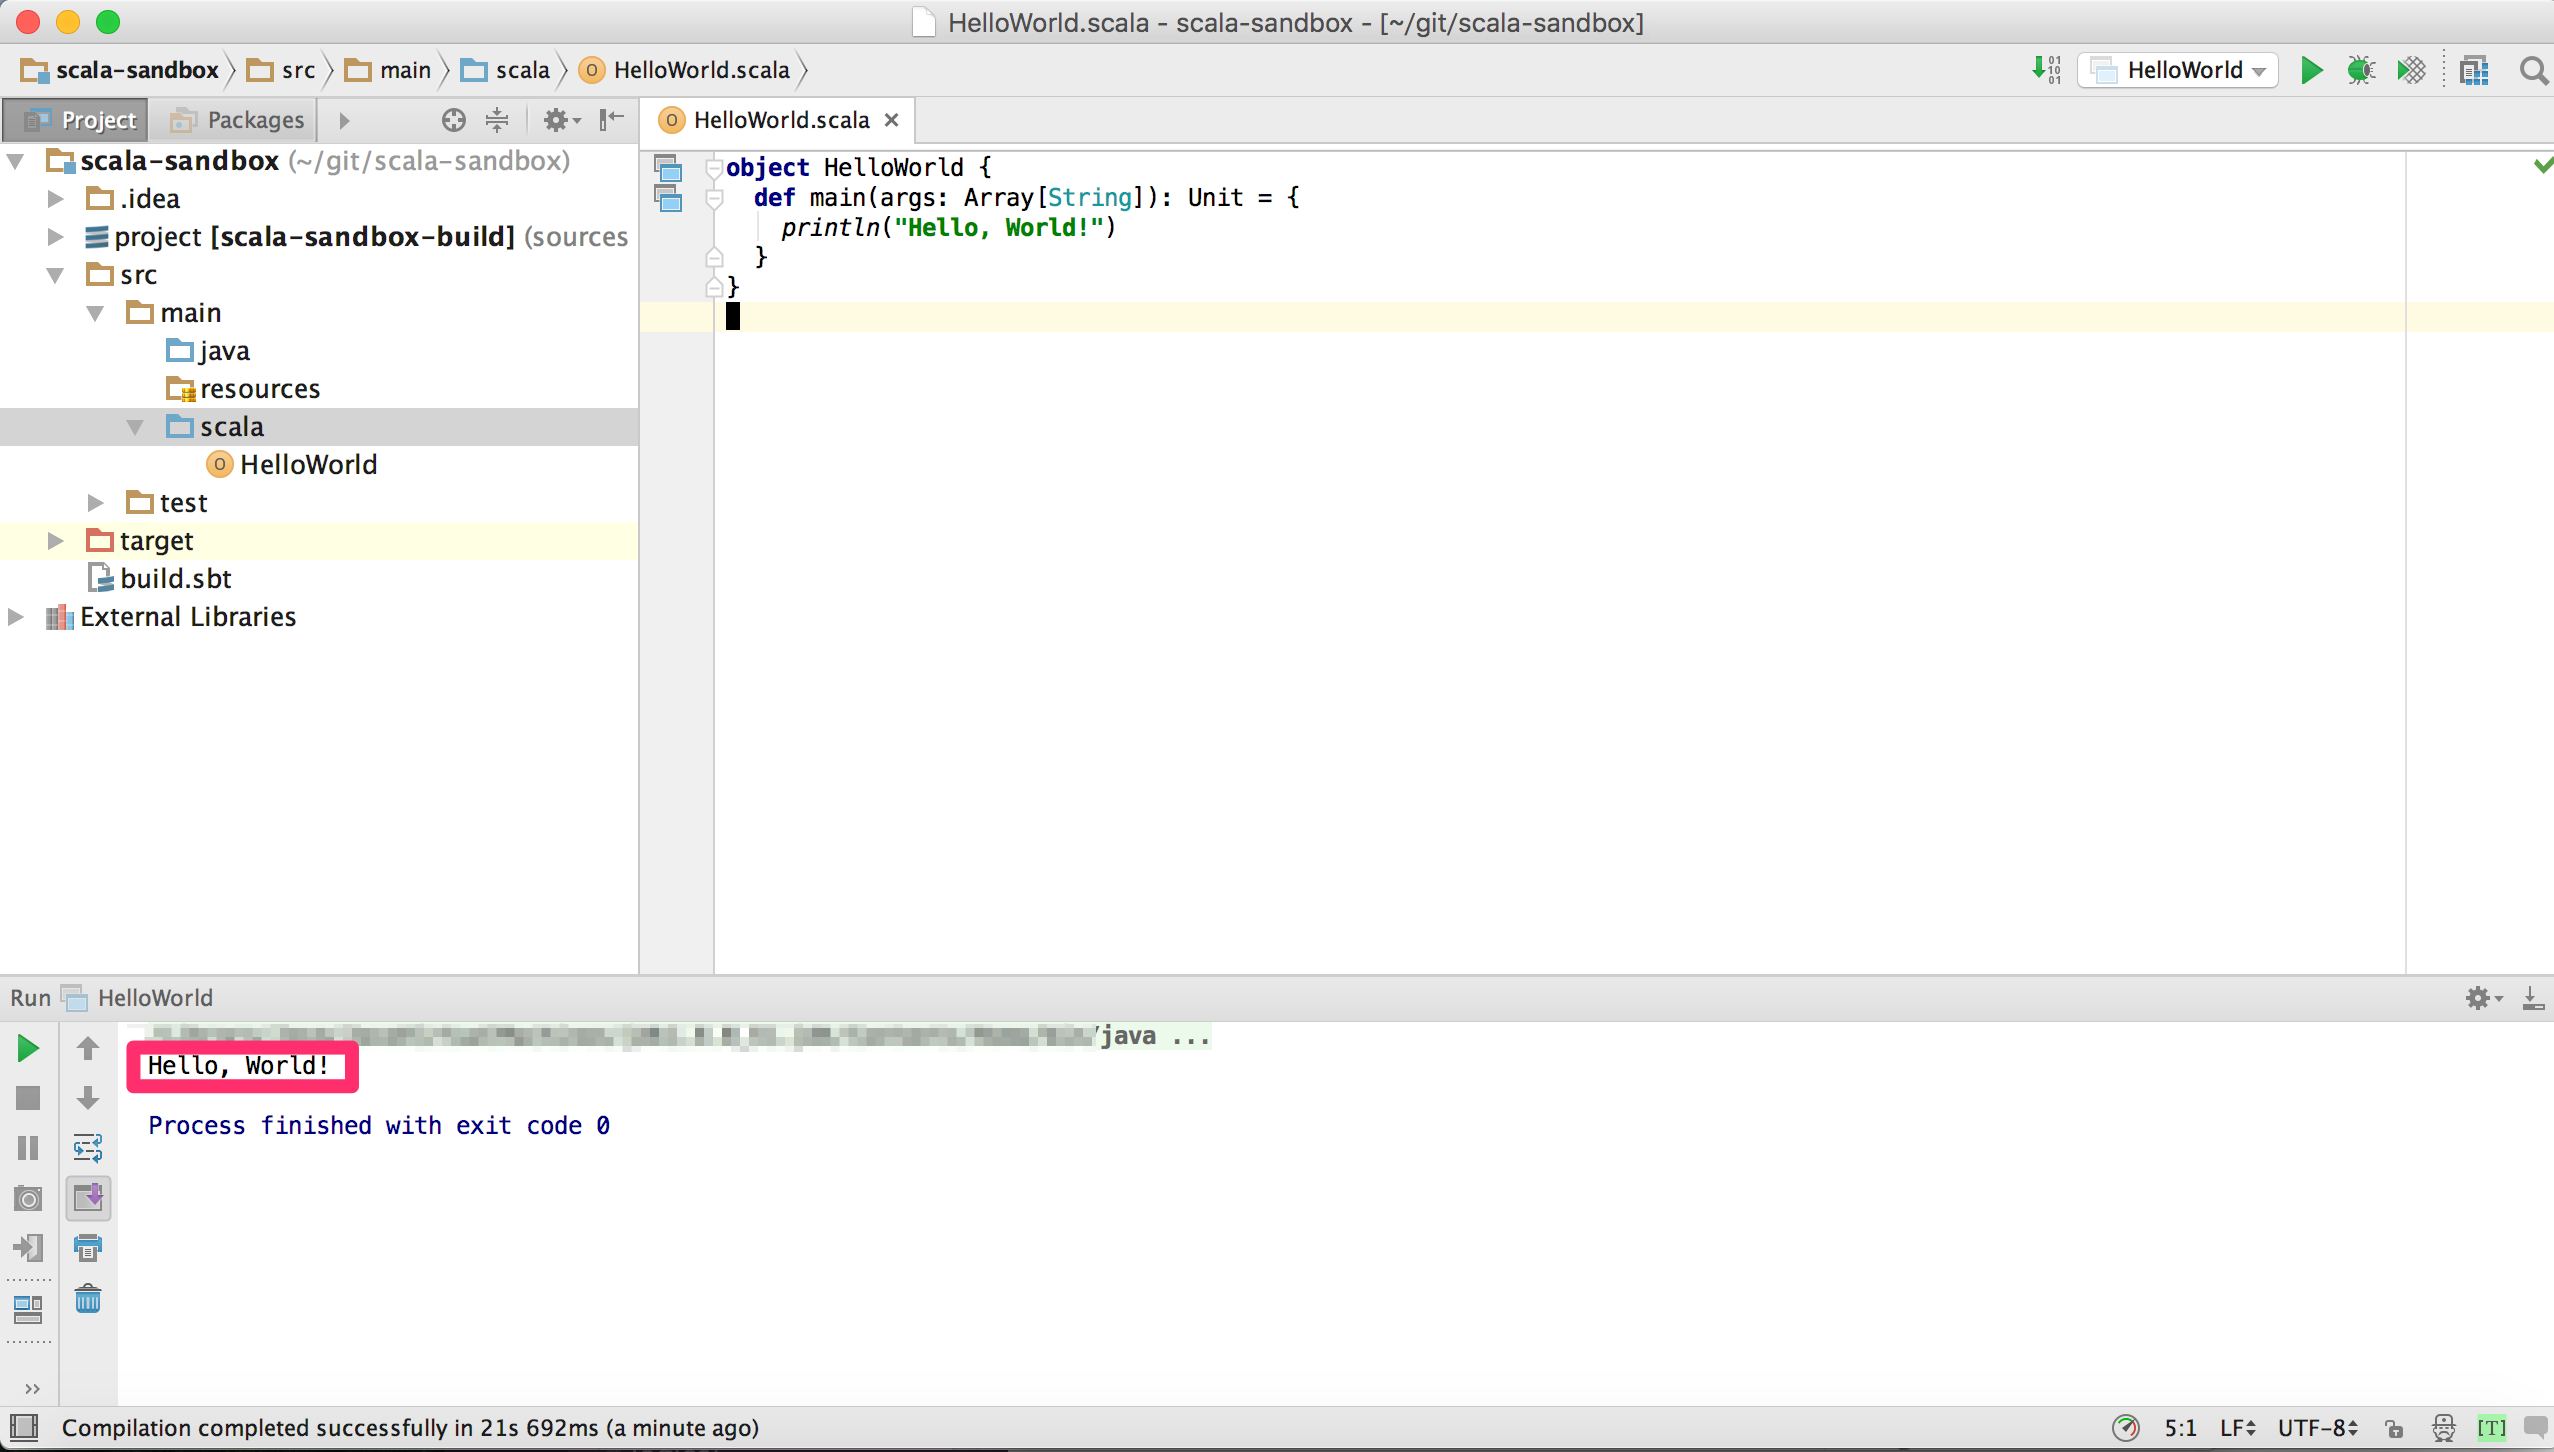 HelloWorld.scala - scala-sandbox - [~/git/scala-sandbox]
scala-sandbox src main scala HelloWorld.scala
HelloWorld
Project Packages
HelloWorld.scala
scala-sandbox (~/git/scala-sandbox)
.idea
project [scala-sandbox-build] (sources
src
main
java
resources
scala
HelloWorld
test
target
build.sbt
External Libraries
object HelloWorld {
def main(args: Array[String]): Unit = {
println("Hello, World!")
}
}
Run HelloWorld
/java ...
Hello, World!
Process finished with exit code 0
Compilation completed successfully in 21s 692ms (a minute ago)
5:1 LF UTF-8 [T]